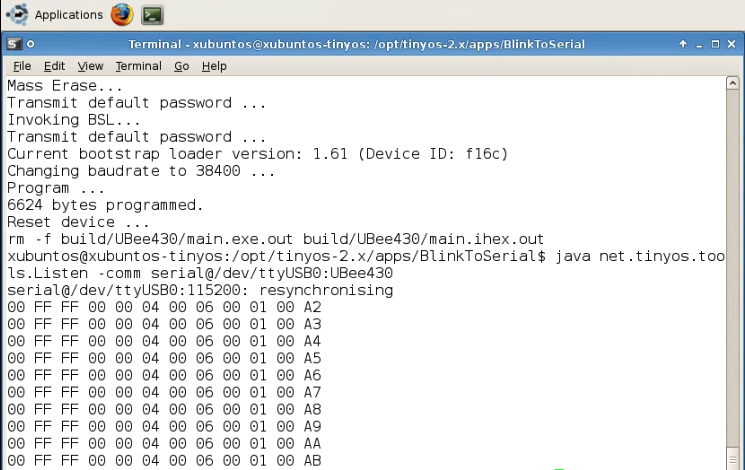 Applications
Terminal - xubuntos@xubuntos-tinyos: /opt/tinyos-2.x/apps/BlinkToSerial
File Edit View Terminal Go Help
Mass Erase...
Transmit default password ...
Invoking BSL...
Transmit default password ...
Current bootstrap loader version: 1.61 (Device ID: f16c)
Changing baudrate to 38400 ...
Program ...
6624 bytes programmed.
Reset device ...
rm -f build/UBee430/main.exe.out build/UBee430/main.ihex.out
xubuntos@xubuntos-tinyos:/opt/tinyos-2.x/apps/BlinkToSerial$ java net.tinyos.too
ls.Listen -comm serial@/dev/ttyUSB0:UBee430
serial@/dev/ttyUSB0:115200: resynchronising
00 FF FF 00 00 04 00 06 00 01 00 A2
00 FF FF 00 00 04 00 06 00 01 00 A3
00 FF FF 00 00 04 00 06 00 01 00 A4
00 FF FF 00 00 04 00 06 00 01 00 A5
00 FF FF 00 00 04 00 06 00 01 00 A6
00 FF FF 00 00 04 00 06 00 01 00 A7
00 FF FF 00 00 04 00 06 00 01 00 A8
00 FF FF 00 00 04 00 06 00 01 00 A9
00 FF FF 00 00 04 00 06 00 01 00 AA
00 FF FF 00 00 04 00 06 00 01 00 AB